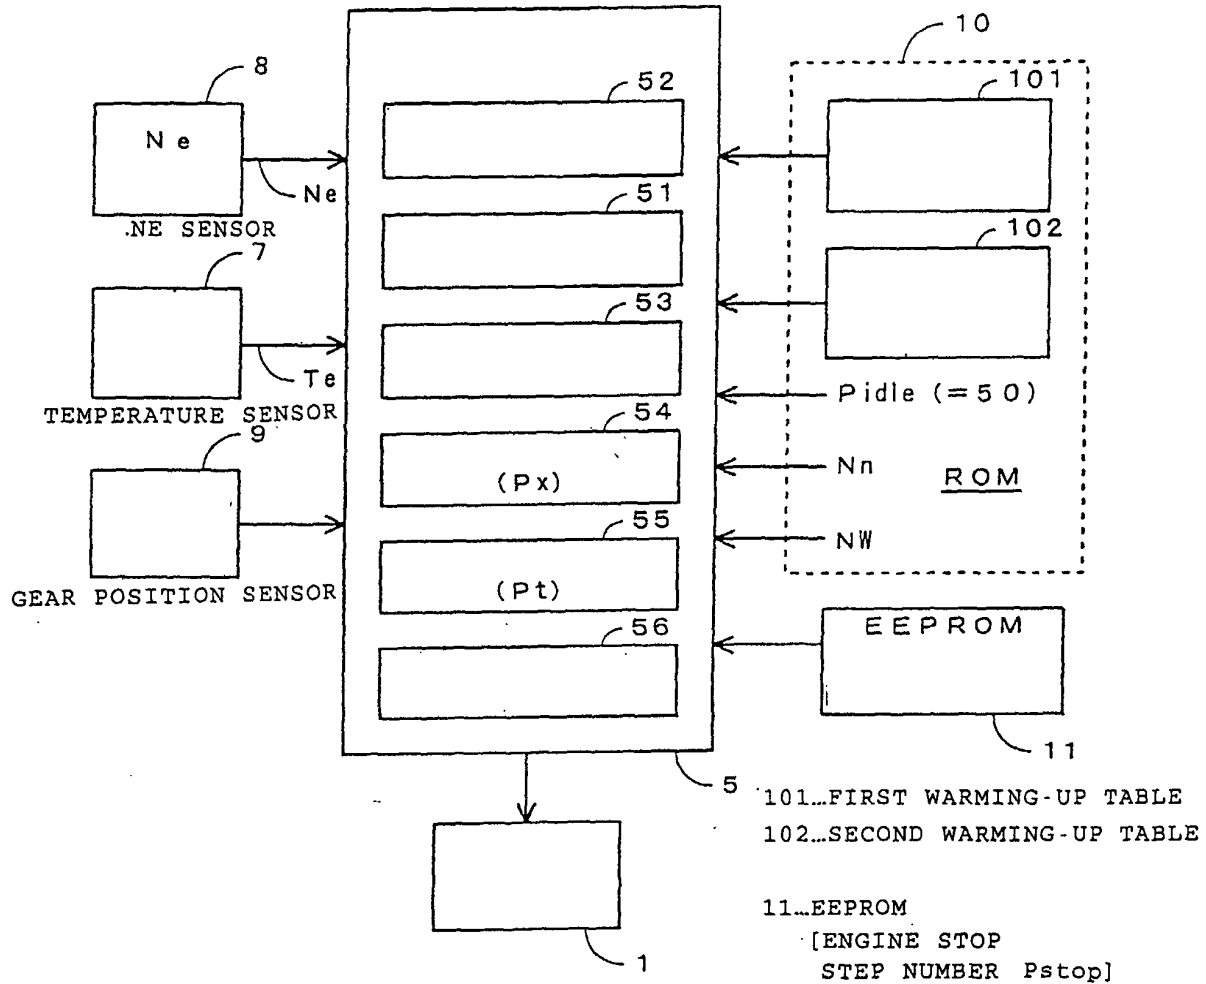 10
8
52
101
Ne
Ne
.NE SENSOR
51
102
7
53
Te
Pidle (=50)
TEMPERATURE SENSOR
54
9
(Px)
Nn
ROM
55
NW
(Pt)
GEAR POSITION SENSOR
56
EEPROM
5
11
101...FIRST WARMING-UP TABLE
102...SECOND WARMING-UP TABLE
11...EEPROM
[ENGINE STOP
STEP NUMBER Pstop]
1